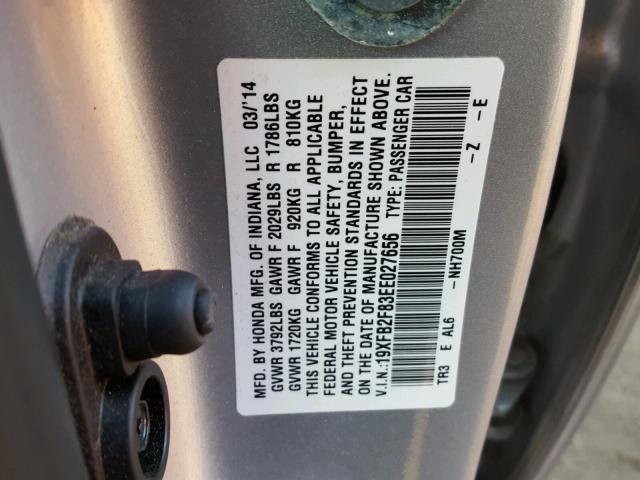 MFD. BY HONDA MFG. OF INDIANA, LLC 03/'14
GVWR 3792LBS GAWR F 2029LBS R 1786LBS
GVWR 1720KG GAWR F 920KG R 810KG
THIS VEHICLE CONFORMS TO ALL APPLICABLE
FEDERAL MOTOR VEHICLE SAFETY, BUMPER,
AND THEFT PREVENTION STANDARDS IN EFFECT
ON THE DATE OF MANUFACTURE SHOWN ABOVE.
V.I.N.:19XFB2F83EE027656 TYPE: PASSENGER CAR
TR3 E AL6 -NH700M -Z -E